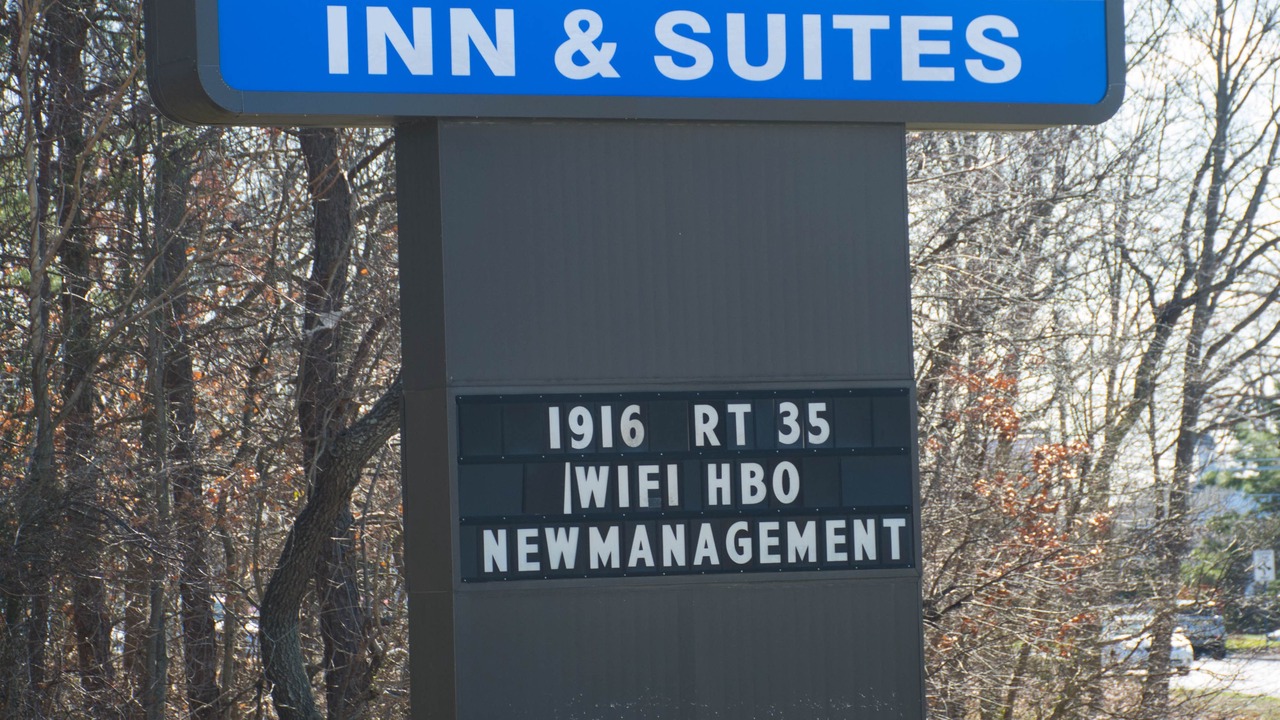 INN & SUITES
1916 RT 35
WIFI HBO
NEWMANAGEMENT